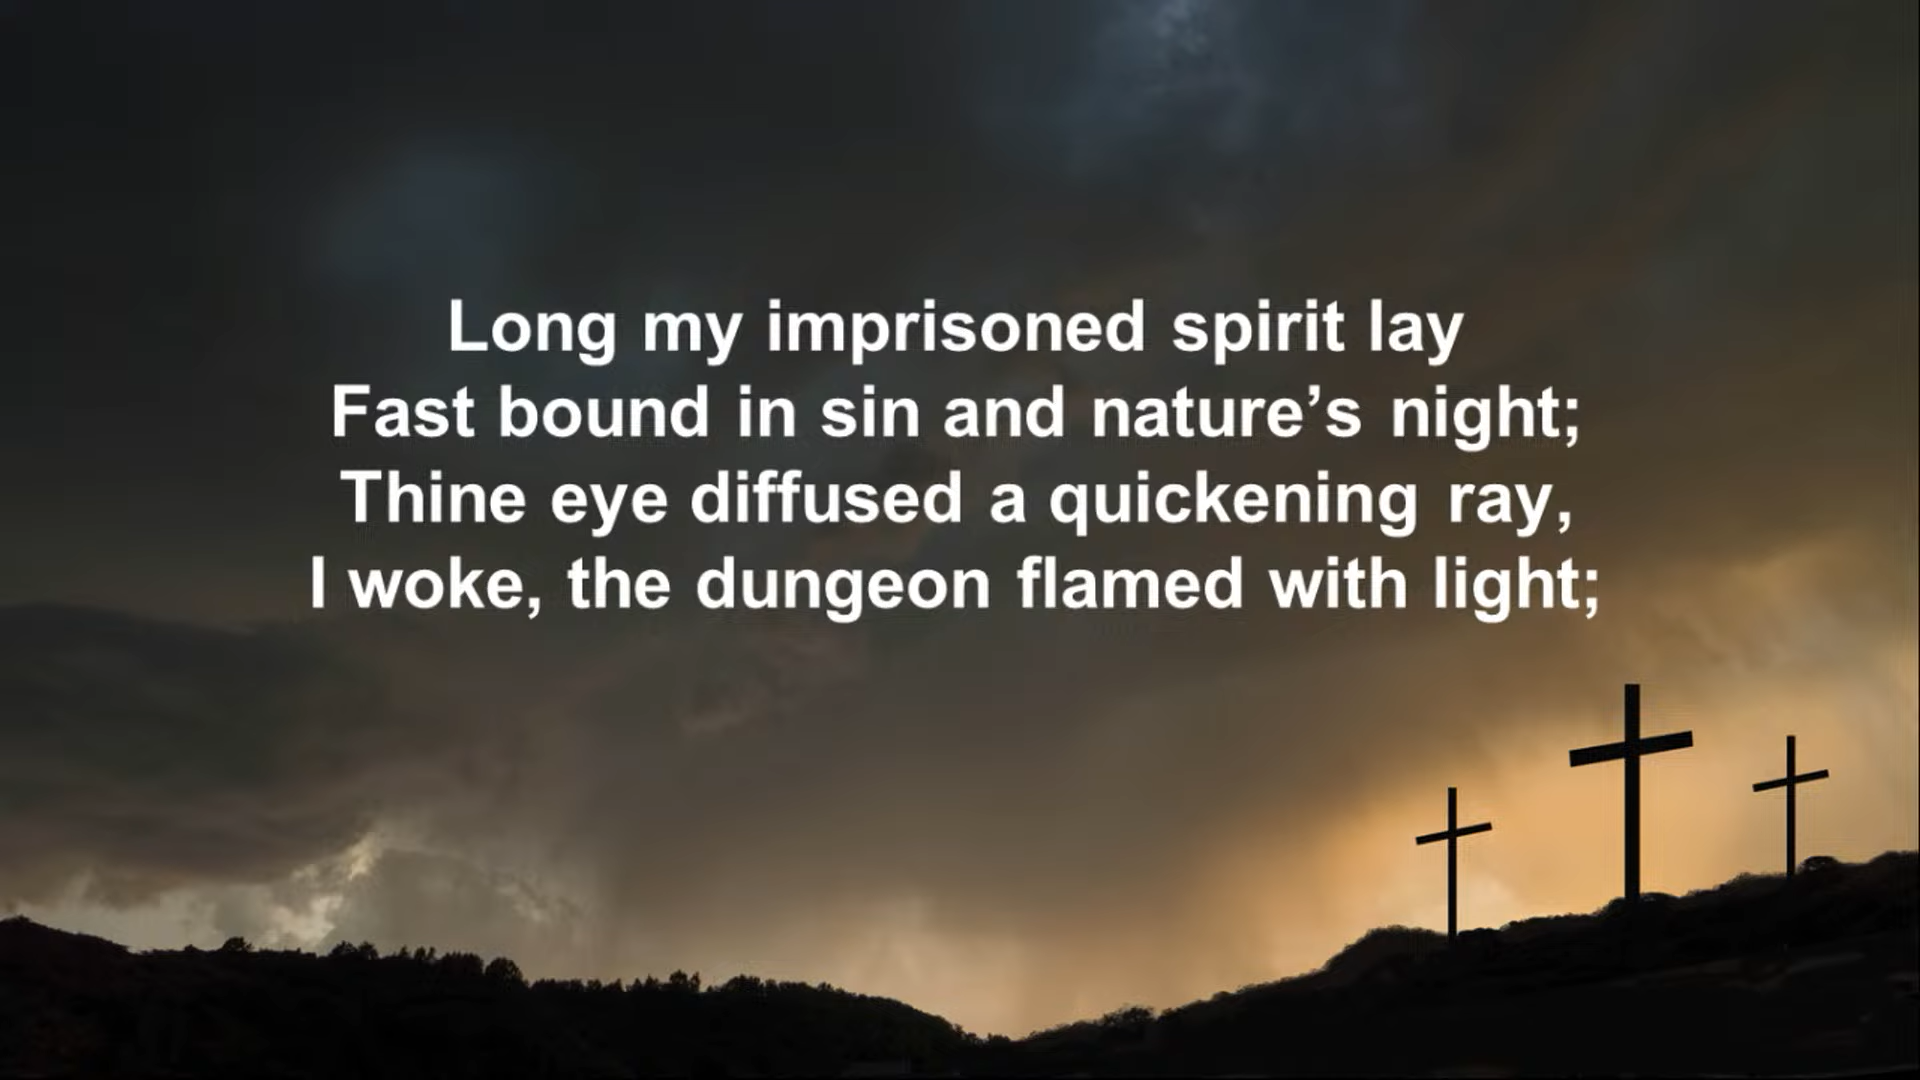 Long my imprisoned spirit lay
Fast bound in sin and nature’s night;
Thine eye diffused a quickening ray,
I woke, the dungeon flamed with light;